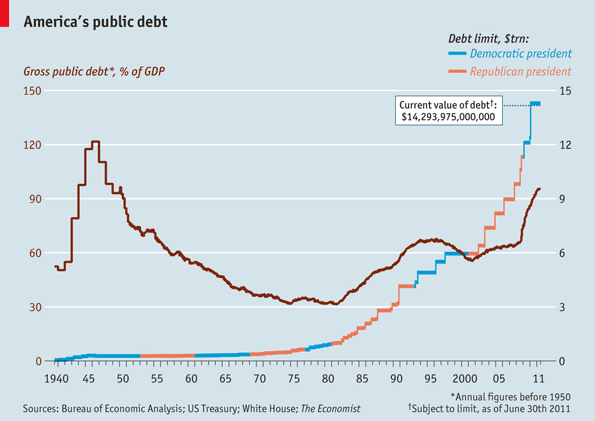 America's public debt
Debt limit, $trn:
Democratic president
Republican president
Gross public debt*, % of GDP
150
120
90
60
30
0
15
12
9
6
3
0
Current value of debt†:
$14,293,975,000,000
1940 45 50 55 60 65 70 75 80 85 90 95 2000 05 11
*Annual figures before 1950
Sources: Bureau of Economic Analysis; US Treasury; White House; The Economist
†Subject to limit, as of June 30th 2011